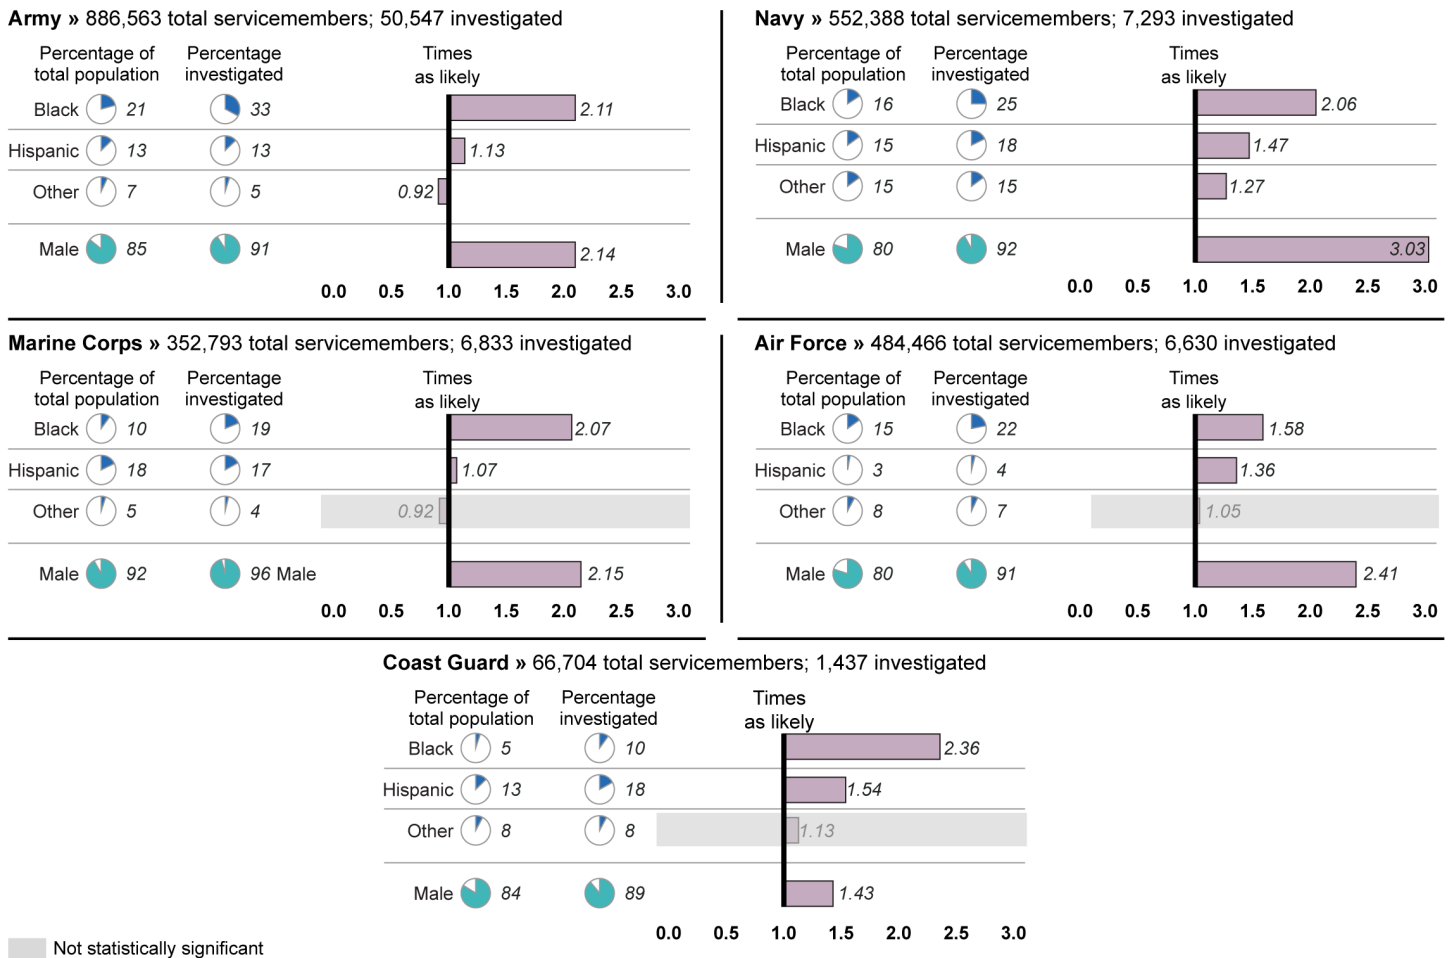 Army » 886,563 total servicemembers; 50,547 investigated
Percentage of total population Percentage investigated Times as likely
Black 21 33 2.11
Hispanic 13 13 1.13
Other 7 5 0.92
Male 85 91 2.14
0.0 0.5 1.0 1.5 2.0 2.5 3.0
Navy » 552,388 total servicemembers; 7,293 investigated
Percentage of total population Percentage investigated Times as likely
Black 16 25 2.06
Hispanic 15 18 1.47
Other 15 15 1.27
Male 80 92 3.03
0.0 0.5 1.0 1.5 2.0 2.5 3.0
Marine Corps » 352,793 total servicemembers; 6,833 investigated
Percentage of total population Percentage investigated Times as likely
Black 10 19 2.07
Hispanic 18 17 1.07
Other 5 4 0.92
Male 92 96 Male 2.15
0.0 0.5 1.0 1.5 2.0 2.5 3.0
Air Force » 484,466 total servicemembers; 6,630 investigated
Percentage of total population Percentage investigated Times as likely
Black 15 22 1.58
Hispanic 3 4 1.36
Other 8 7 1.05
Male 80 91 2.41
0.0 0.5 1.0 1.5 2.0 2.5 3.0
Coast Guard » 66,704 total servicemembers; 1,437 investigated
Percentage of total population Percentage investigated Times as likely
Black 5 10 2.36
Hispanic 13 18 1.54
Other 8 8 1.13
Male 84 89 1.43
0.0 0.5 1.0 1.5 2.0 2.5 3.0
Not statistically significant